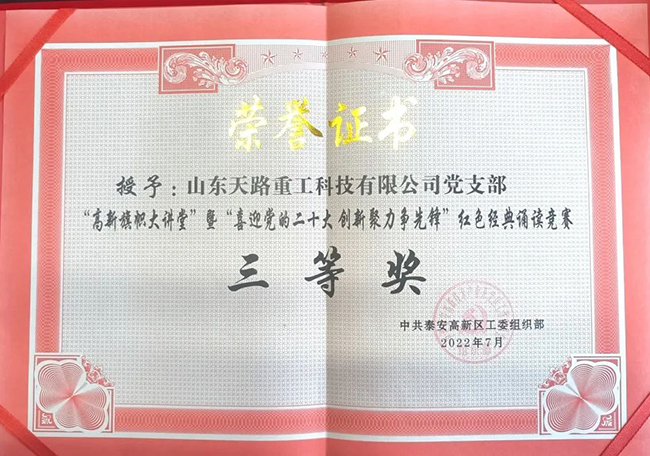 荣誉证书
授予：山东天路重工科技有限公司党支部
“高新旗帜大讲堂”暨“喜迎党的二十大 创新聚力争先锋”红色经典诵读竞赛
三等奖
中共泰安高新区工委组织部
2022年7月